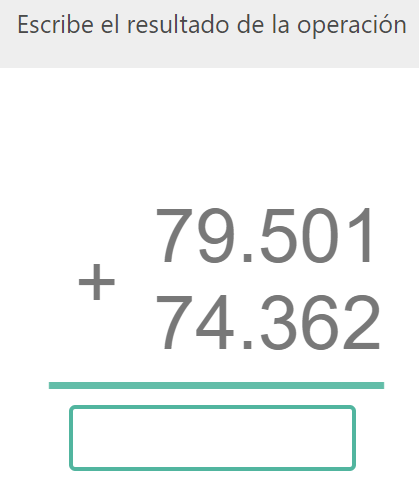 Escribe el resultado de la operación
79.501
+
74.362